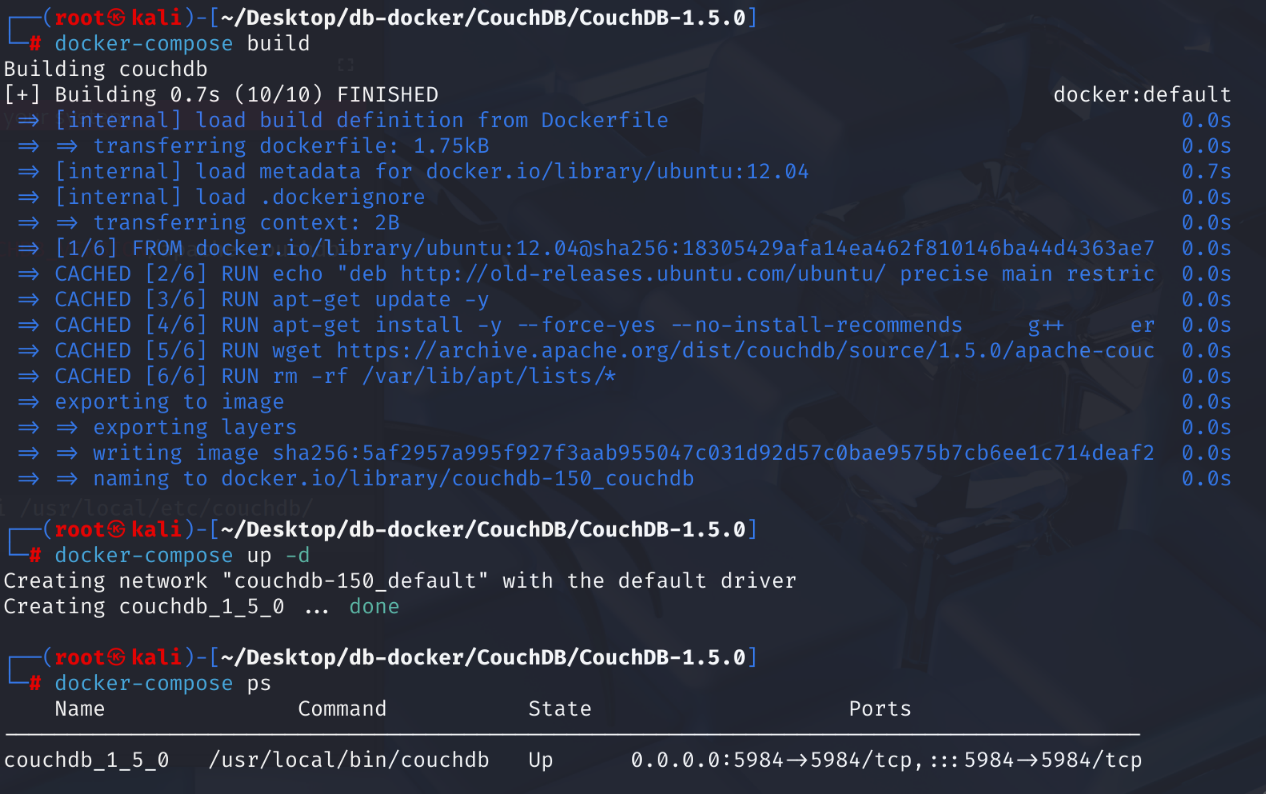 ┌──(root㉿kali)-[~/Desktop/db-docker/CouchDB/CouchDB-1.5.0]
└─# docker-compose build
Building couchdb
[+] Building 0.7s (10/10) FINISHED docker:default
=> [internal] load build definition from Dockerfile 0.0s
=> => transferring dockerfile: 1.75kB 0.0s
=> [internal] load metadata for docker.io/library/ubuntu:12.04 0.7s
=> [internal] load .dockerignore 0.0s
=> => transferring context: 2B 0.0s
=> [1/6] FROM docker.io/library/ubuntu:12.04@sha256:18305429afa14ea462f810146ba44d4363ae7 0.0s
=> CACHED [2/6] RUN echo "deb http://old-releases.ubuntu.com/ubuntu/ precise main restric 0.0s
=> CACHED [3/6] RUN apt-get update -y 0.0s
=> CACHED [4/6] RUN apt-get install -y --force-yes --no-install-recommends g++ er 0.0s
=> CACHED [5/6] RUN wget https://archive.apache.org/dist/couchdb/source/1.5.0/apache-couc 0.0s
=> CACHED [6/6] RUN rm -rf /var/lib/apt/lists/* 0.0s
=> exporting to image 0.0s
=> => exporting layers 0.0s
=> => writing image sha256:5af2957a995f927f3aab955047c031d92d57c0bae9575b7cb6ee1c714deaf2 0.0s
=> => naming to docker.io/library/couchdb-150_couchdb 0.0s
i /usr/local/etc/couchdb/
┌──(root㉿kali)-[~/Desktop/db-docker/CouchDB/CouchDB-1.5.0]
└─# docker-compose up -d
Creating network "couchdb-150_default" with the default driver
Creating couchdb_1_5_0 ... done
┌──(root㉿kali)-[~/Desktop/db-docker/CouchDB/CouchDB-1.5.0]
└─# docker-compose ps
Name Command State Ports
couchdb_1_5_0 /usr/local/bin/couchdb Up 0.0.0.0:5984->5984/tcp,:::5984->5984/tcp